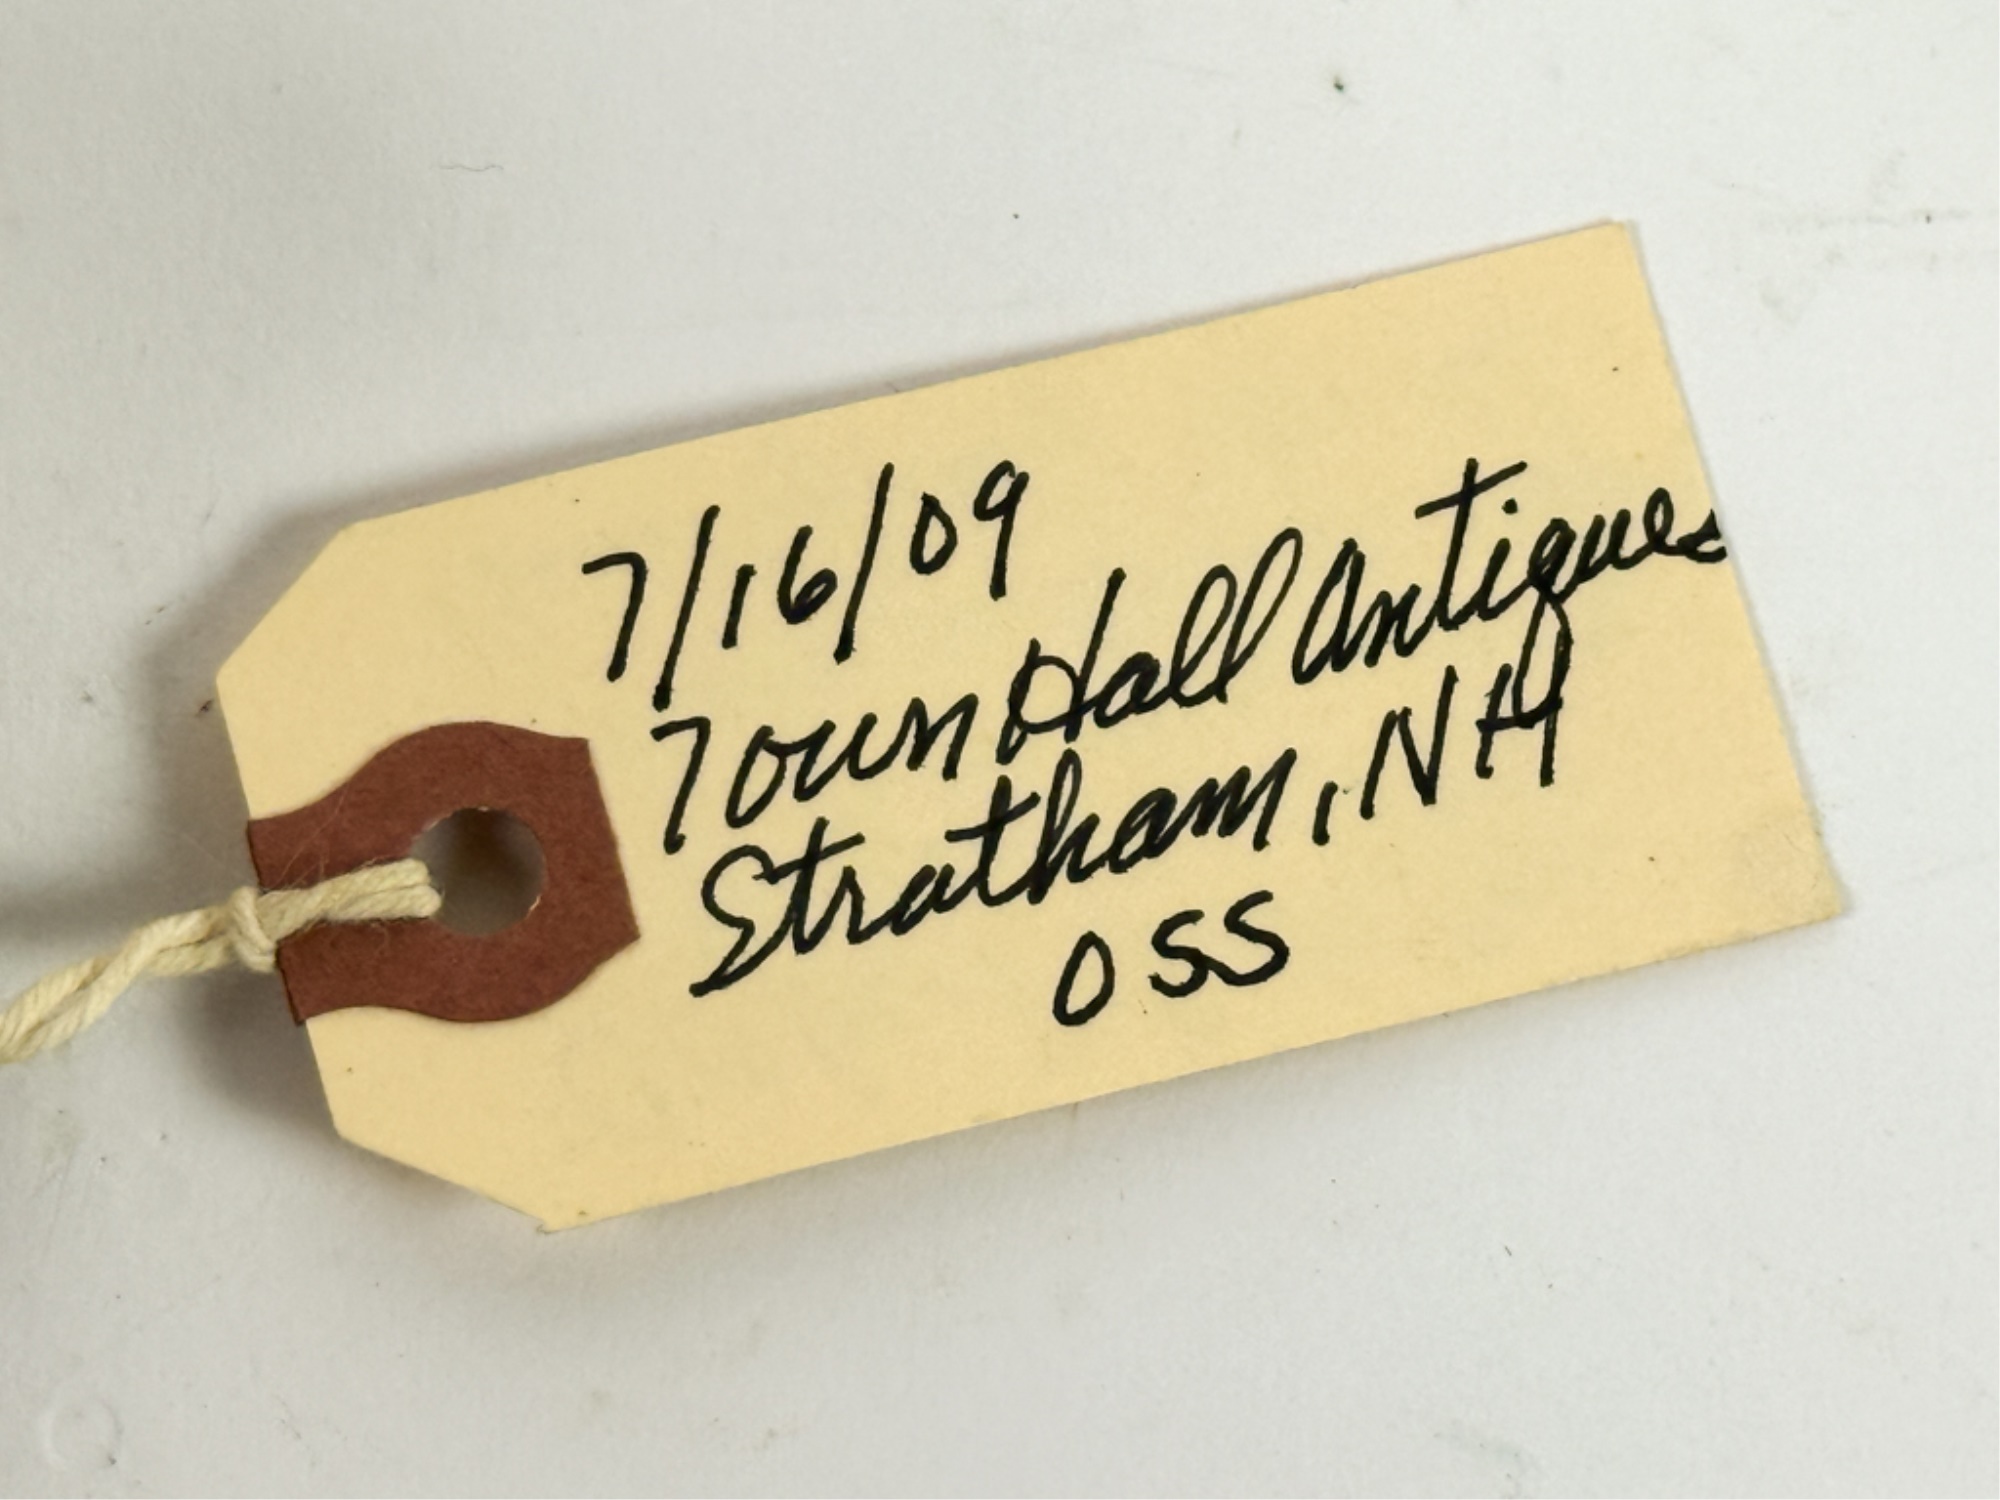 7/16/09
Town Hall Antiques
Stratham, NH
OSS